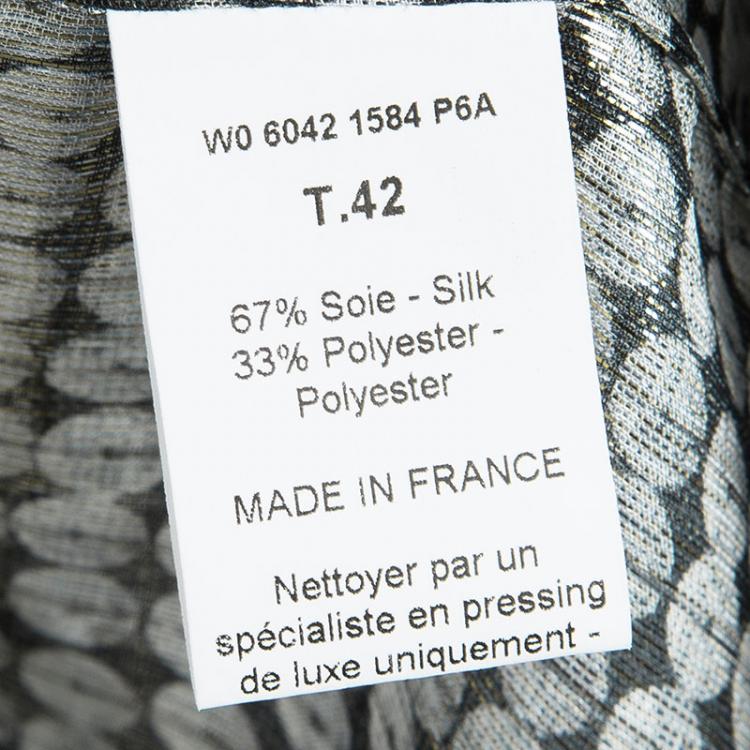 W0 6042 1584 P6A
T.42
67% Soie - Silk
33% Polyester -
Polyester
MADE IN FRANCE
Nettoyer par un
spécialiste en pressing
de luxe uniquement -